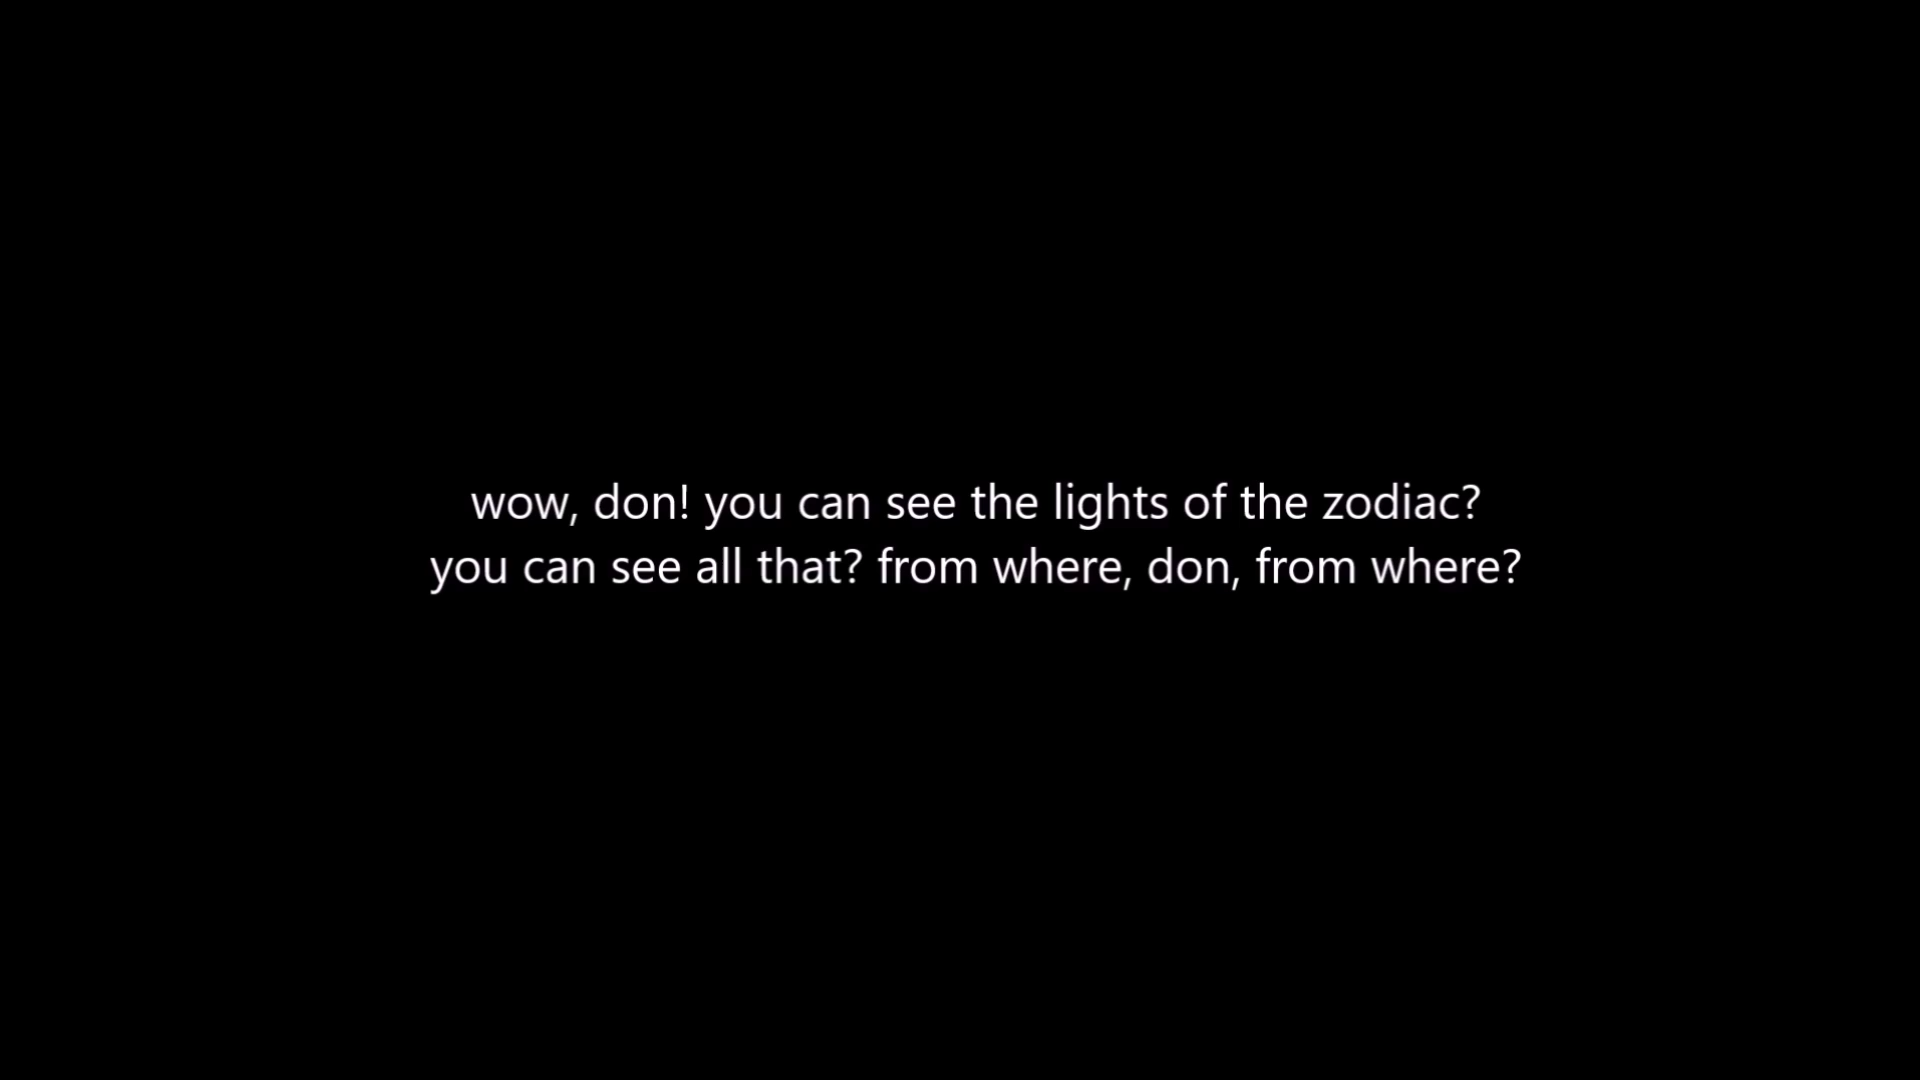 wow, don! you can see the lights of the zodiac?
you can see all that? from where, don, from where?